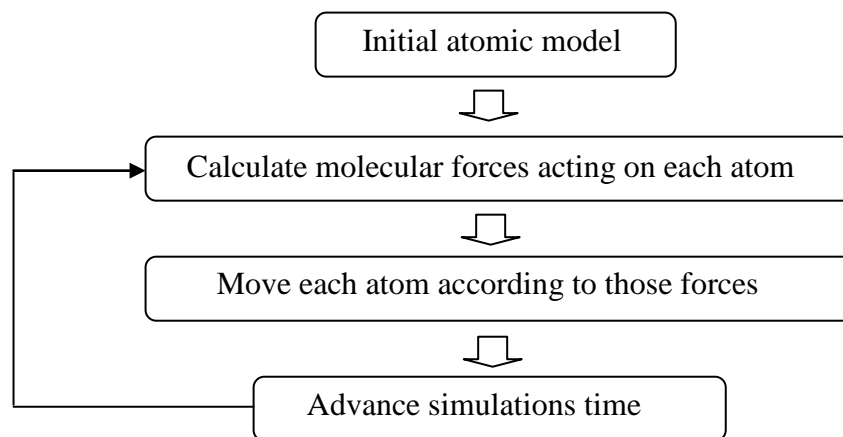 Initial atomic model
Calculate molecular forces acting on each atom
Move each atom according to those forces
Advance simulations time